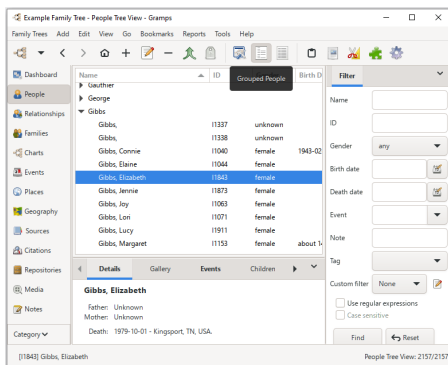 Example Family Tree - People Tree View - Gramps
Family Trees Add Edit View Go Bookmarks Reports Tools Help
Dashboard
People
Relationships
Families
Charts
Events
Places
Geography
Sources
Citations
Repositories
Media
Notes
Category
Name ID Birth D
Grouped People
Gauthier
George
Gibbs
Gibbs, I1337 unknown
Gibbs, I1338 unknown
Gibbs, Connie I1040 female 1943-02
Gibbs, Elaine I1044 female
Gibbs, Elizabeth I1843 female
Gibbs, Jennie I1873 female
Gibbs, Joy I1063 female
Gibbs, Lori I1071 female
Gibbs, Lucy I1911 female
Gibbs, Margaret I1153 female about 1
Details Gallery Events Children
Gibbs, Elizabeth
Father: Unknown
Mother: Unknown
Death: 1979-10-01 - Kingsport, TN, USA.
Filter
Name
ID
Gender any
Birth date
Death date
Event
Note
Tag
Custom filter None
Use regular expressions
Case sensitive
Find Reset
[I1843] Gibbs, Elizabeth
People Tree View: 2157/2157